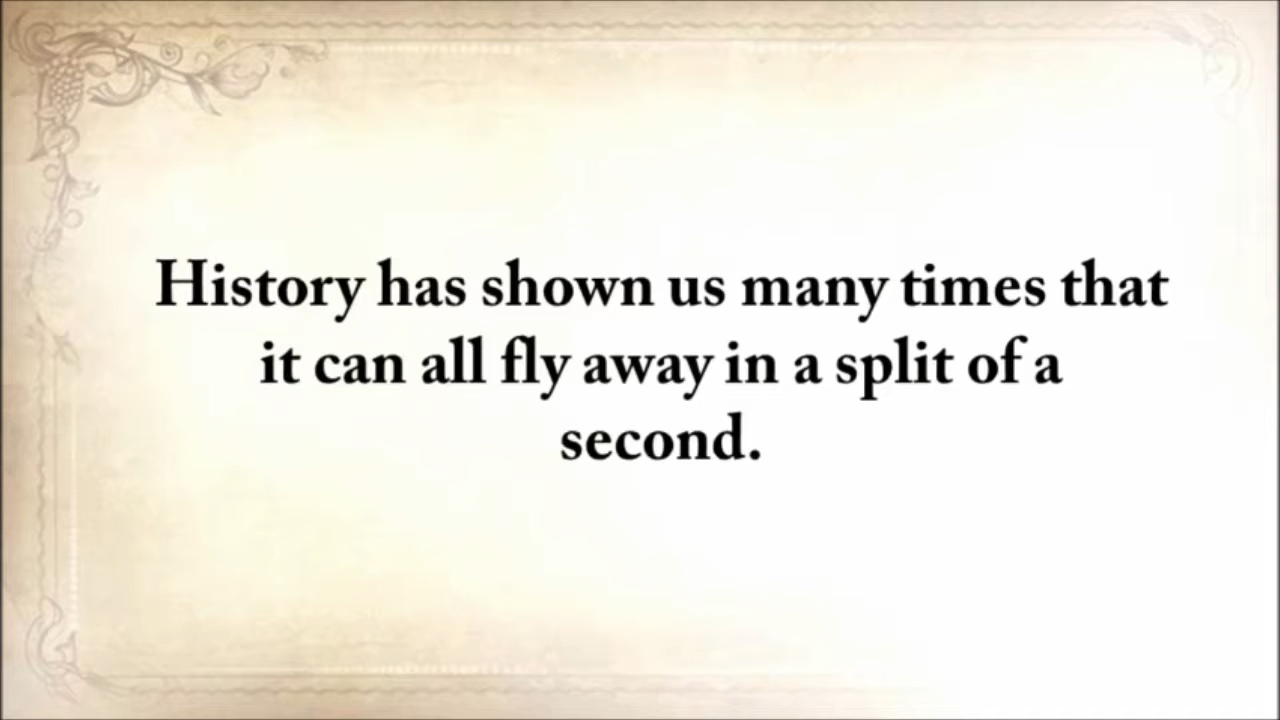 History has shown us many times that
it can all fly away in a split of a
second.